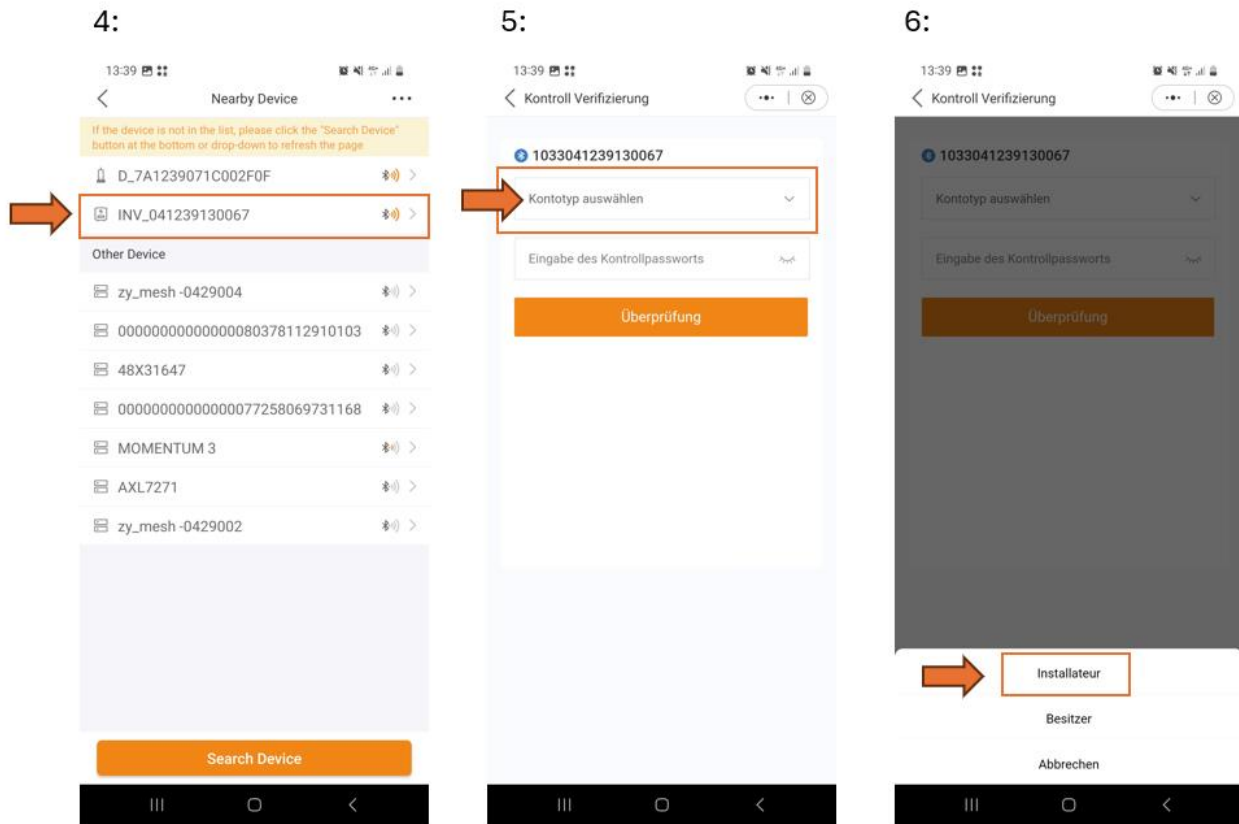 4:
13:39
Nearby Device
If the device is not in the list, please click the "Search Device"
button at the bottom or drop-down to refresh the page
D_7A1239071C002F0F
INV_041239130067
Other Device
zy_mesh -0429004
00000000000000080378112910103
48X31647
00000000000000077258069731168
MOMENTUM 3
AXL7271
zy_mesh -0429002
Search Device
5:
13:39
Kontroll Verifizierung
1033041239130067
Kontotyp auswählen
Eingabe des Kontrollpassworts
Überprüfung
6:
13:39
Kontroll Verifizierung
1033041239130067
Kontotyp auswählen
Eingabe des Kontrollpassworts
Überprüfung
Installateur
Besitzer
Abbrechen